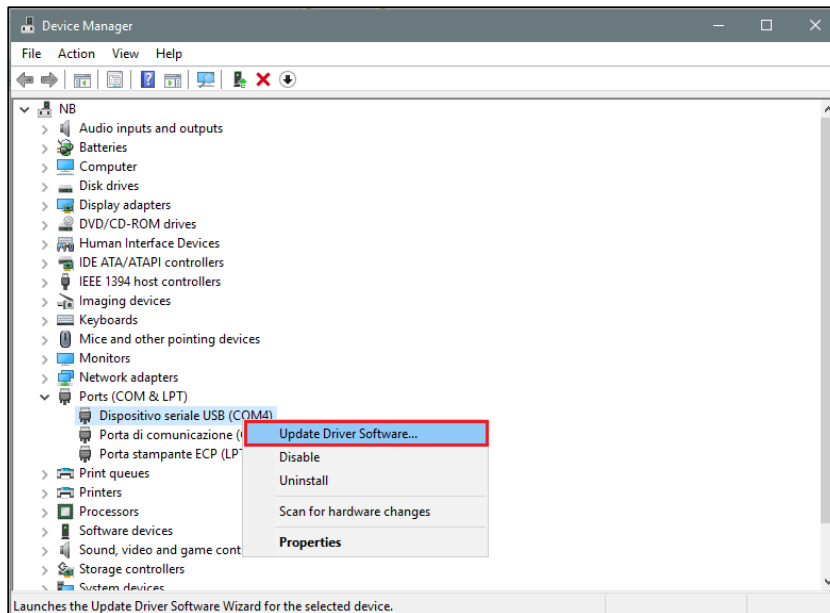 Device Manager
File Action View Help
NB
Audio inputs and outputs
Batteries
Computer
Disk drives
Display adapters
DVD/CD-ROM drives
Human Interface Devices
IDE ATA/ATAPI controllers
IEEE 1394 host controllers
Imaging devices
Keyboards
Mice and other pointing devices
Monitors
Network adapters
Ports (COM & LPT)
Dispositivo seriale USB (COM4)
Porta di comunicazione (
Porta stampante ECP (LPT
Update Driver Software...
Disable
Uninstall
Scan for hardware changes
Properties
Print queues
Printers
Processors
Software devices
Sound, video and game cont
Storage controllers
System devices
Launches the Update Driver Software Wizard for the selected device.